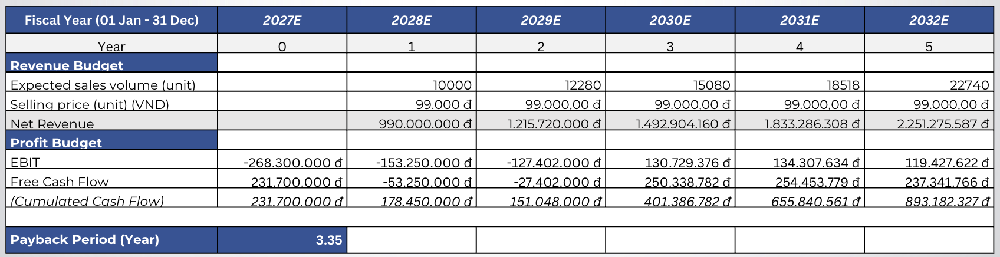 Fiscal Year (01 Jan - 31 Dec) 2027E 2028E 2029E 2030E 2031E 2032E
Year 0 1 2 3 4 5
Revenue Budget
Expected sales volume (unit) 10000 12280 15080 18518 22740
Selling price (unit) (VND) 99.000 đ 99.000,00 đ 99.000,00 đ 99.000,00 đ 99.000,00 đ
Net Revenue 990.000.000 đ 1.215.720.000 đ 1.492.904.160 đ 1.833.286.308 đ 2.251.275.587 đ
Profit Budget
EBIT -268.300.000 đ -153.250.000 đ -127.402.000 đ 130.729.376 đ 134.307.634 đ 119.427.622 đ
Free Cash Flow 231.700.000 đ -53.250.000 đ -27.402.000 đ 250.338.782 đ 254.453.779 đ 237.341.766 đ
(Cumulated Cash Flow) 231.700.000 đ 178.450.000 đ 151.048.000 đ 401.386.782 đ 655.840.561 đ 893.182.327 đ
Payback Period (Year) 3.35